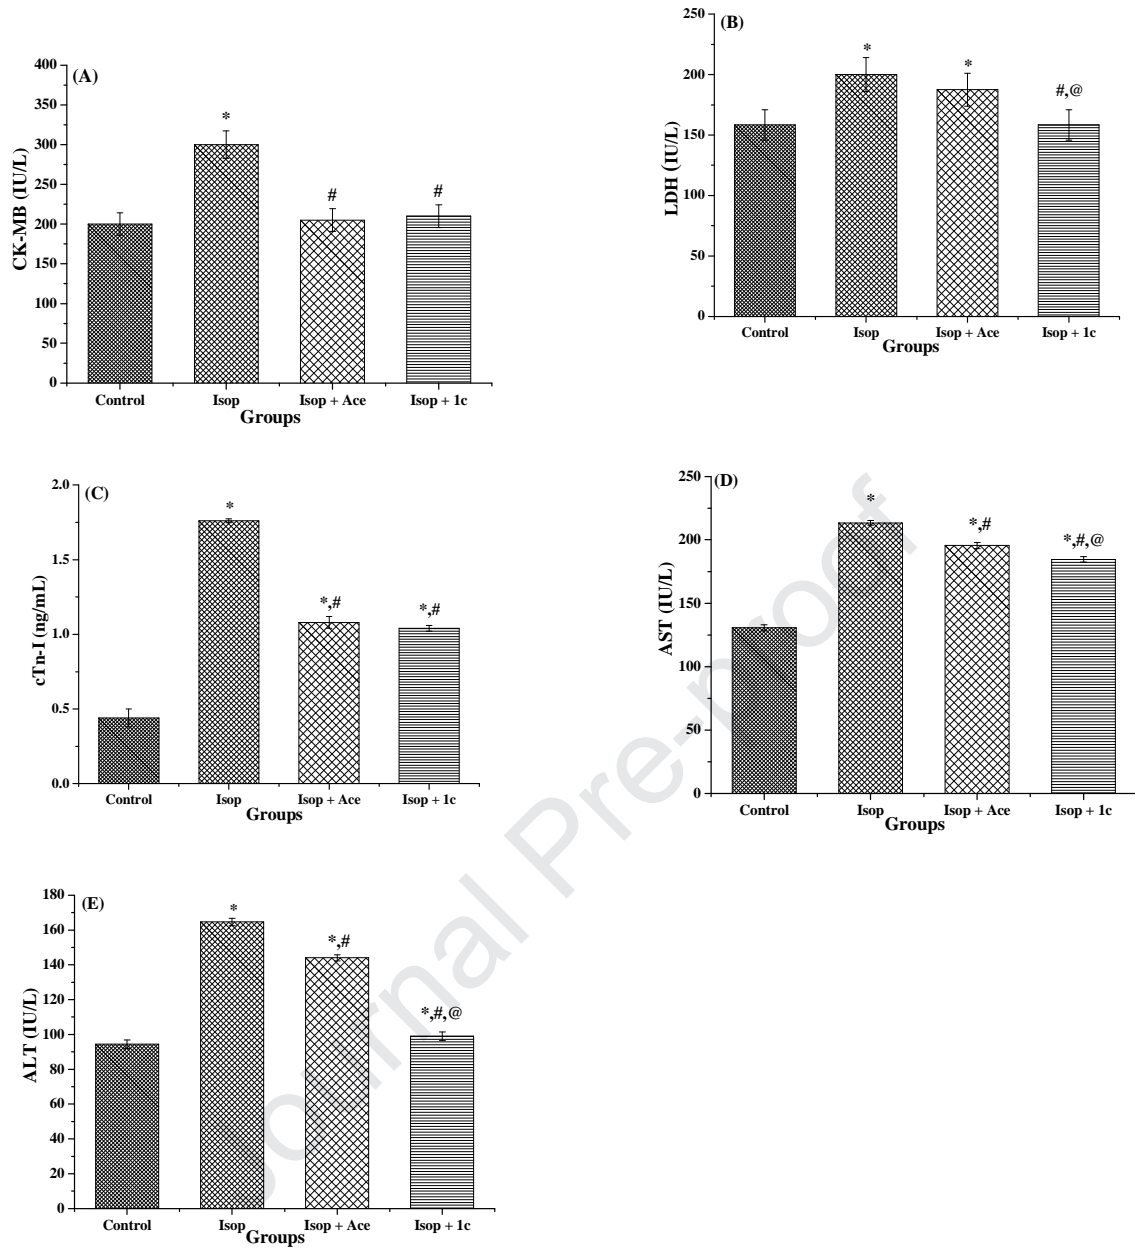 (A)
CK-MB (IU/L)
400
350
300
250
200
150
100
50
0
*
#
#
Control Isop Isop + Ace Isop + 1c
Groups
(B)
LDH (IU/L)
250
200
150
100
50
0
*
*
#,@
Control Isop Isop + Ace Isop + 1c
Groups
(C)
cTn-I (ng/mL)
2.0
1.5
1.0
0.5
0.0
*
*,#
*,#
Control Isop Isop + Ace Isop + 1c
Groups
(D)
AST (IU/L)
250
200
150
100
50
0
*
*,#
*,#,@
Control Isop Isop + Ace Isop + 1c
Groups
(E)
ALT (IU/L)
180
160
140
120
100
80
60
40
20
0
*
*,#
*,#,@
Control Isop Isop + Ace Isop + 1c
Groups
Journal Pre-proof